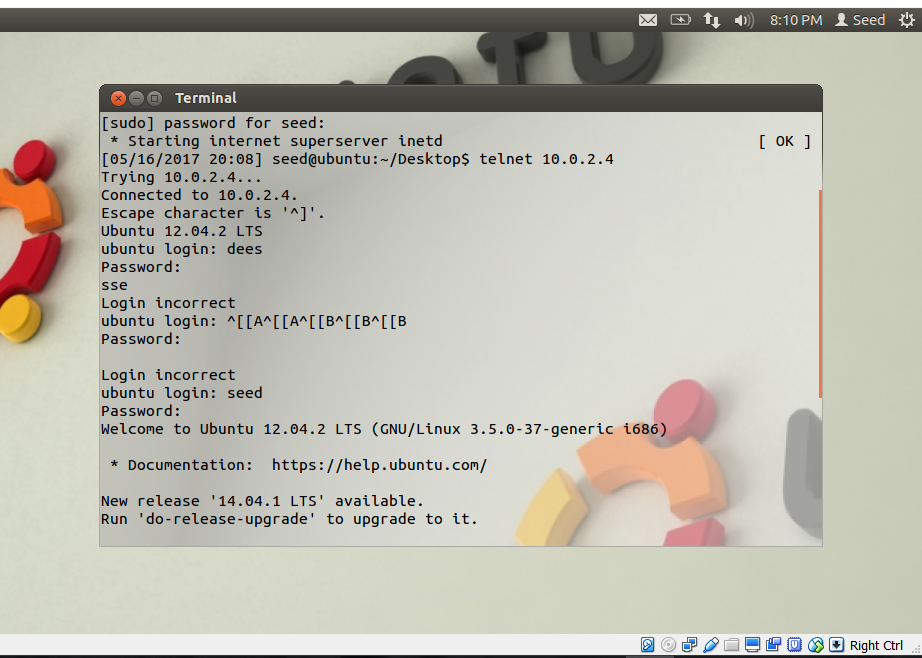 8:10 PM Seed
Terminal
[sudo] password for seed:
 * Starting internet superserver inetd [ OK ]
[05/16/2017 20:08] seed@ubuntu:~/Desktop$ telnet 10.0.2.4
Trying 10.0.2.4...
Connected to 10.0.2.4.
Escape character is '^]'.
Ubuntu 12.04.2 LTS
ubuntu login: dees
Password:
sse
Login incorrect
ubuntu login: ^[[A^[[A^[[B^[[B^[[B
Password:
Login incorrect
ubuntu login: seed
Password:
Welcome to Ubuntu 12.04.2 LTS (GNU/Linux 3.5.0-37-generic i686)
 * Documentation:  https://help.ubuntu.com/
New release '14.04.1 LTS' available.
Run 'do-release-upgrade' to upgrade to it.
Right Ctrl